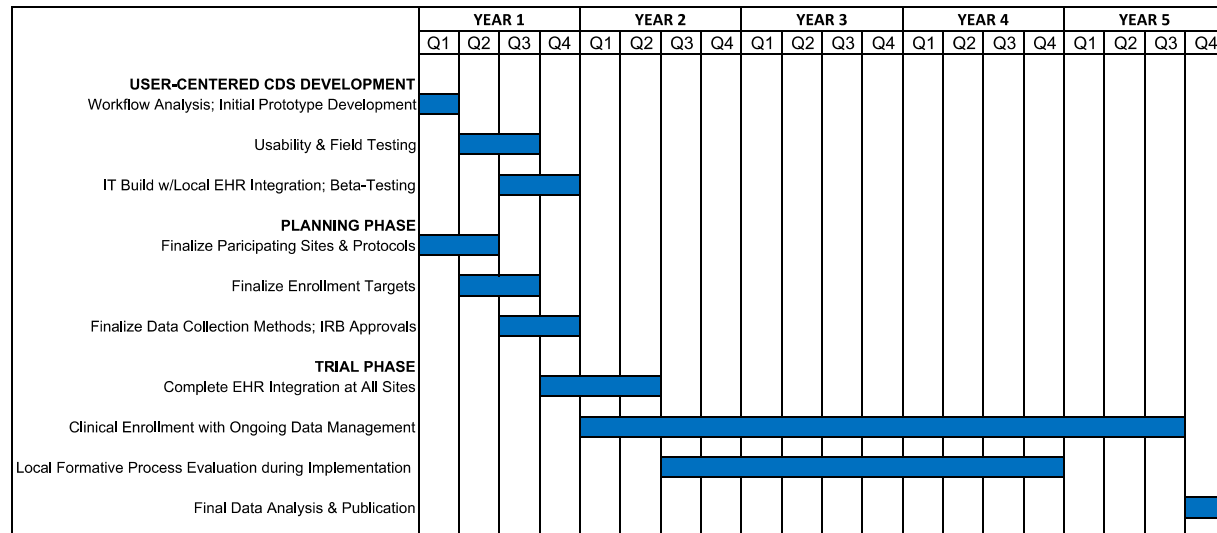 YEAR 1 YEAR 2 YEAR 3 YEAR 4 YEAR 5
Q1 Q2 Q3 Q4 Q1 Q2 Q3 Q4 Q1 Q2 Q3 Q4 Q1 Q2 Q3 Q4 Q1 Q2 Q3 Q4
USER-CENTERED CDS DEVELOPMENT
Workflow Analysis; Initial Prototype Development
Usability & Field Testing
IT Build w/Local EHR Integration; Beta-Testing
PLANNING PHASE
Finalize Paricipating Sites & Protocols
Finalize Enrollment Targets
Finalize Data Collection Methods; IRB Approvals
TRIAL PHASE
Complete EHR Integration at All Sites
Clinical Enrollment with Ongoing Data Management
Local Formative Process Evaluation during Implementation
Final Data Analysis & Publication